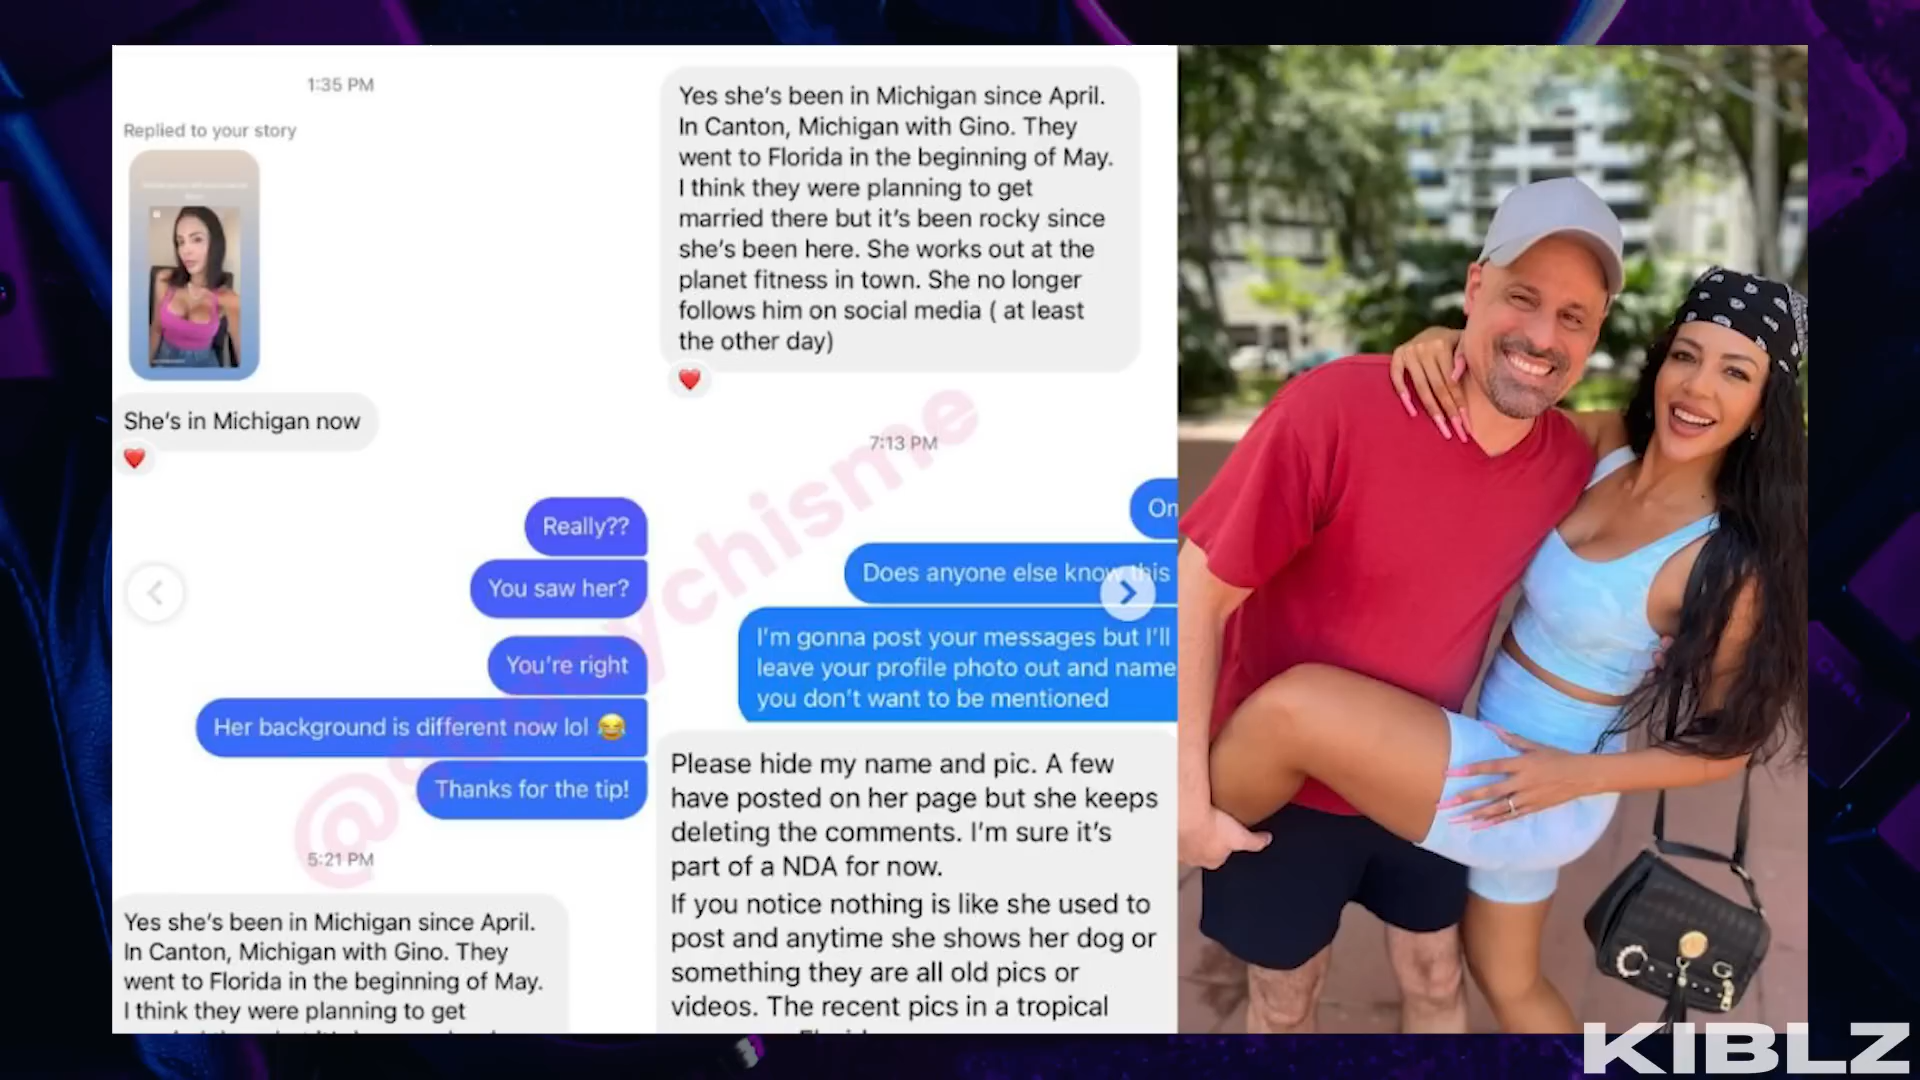 1:35 PM
Replied to your story
She's in Michigan now
Really??
You saw her?
You're right
Her background is different now lol 😂
Thanks for the tip!
5:21 PM
Yes she's been in Michigan since April.
In Canton, Michigan with Gino. They
went to Florida in the beginning of May.
I think they were planning to get
Yes she's been in Michigan since April.
In Canton, Michigan with Gino. They
went to Florida in the beginning of May.
I think they were planning to get
married there but it's been rocky since
she's been here. She works out at the
planet fitness in town. She no longer
follows him on social media ( at least
the other day)
7:13 PM
Does anyone else know this
I'm gonna post your messages but I'll
leave your profile photo out and name
you don't want to be mentioned
Please hide my name and pic. A few
have posted on her page but she keeps
deleting the comments. I'm sure it's
part of a NDA for now.
If you notice nothing is like she used to
post and anytime she shows her dog or
something they are all old pics or
videos. The recent pics in a tropical
KIBLZ